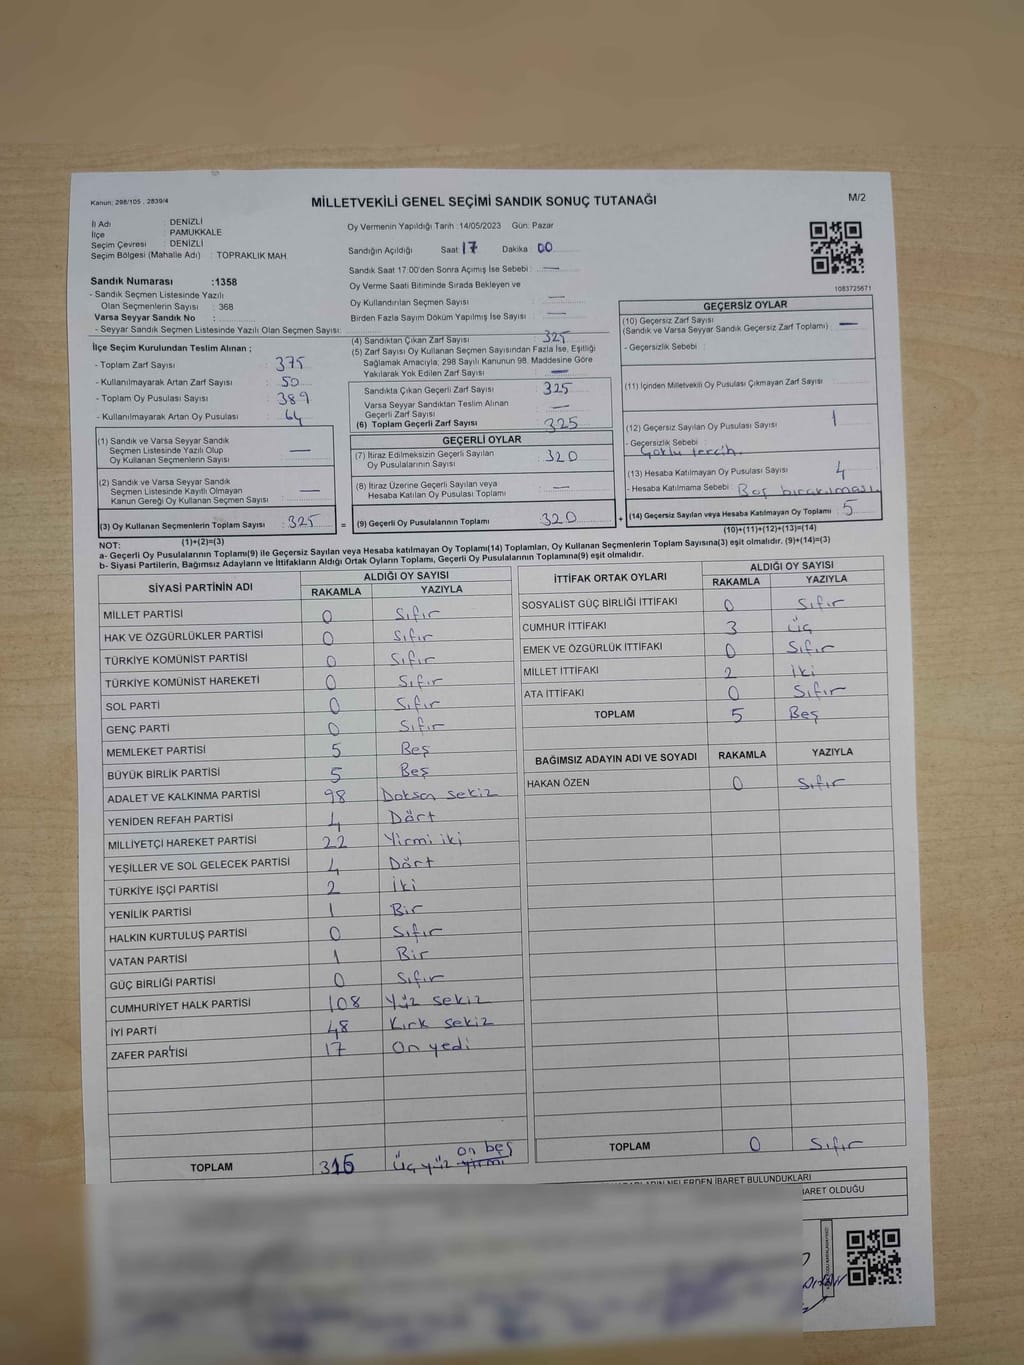 Kanun: 298/105 , 2839/4
MİLLETVEKİLİ GENEL SEÇİMİ SANDIK SONUÇ TUTANAĞI
M/2
İl Adı : DENİZLİ
İlçe : PAMUKKALE
Seçim Çevresi : DENİZLİ
Seçim Bölgesi (Mahalle Adı) : TOPRAKLIK MAH.
Oy Vermenin Yapıldığı Tarih :14/05/2023 Gün: Pazar
Sandığın Açıldığı Saat: 17 Dakika 00
Sandık Saat 17.00'den Sonra Açımış İse Sebebi : —
Oy Verme Saati Bitiminde Sırada Bekleyen ve
Oy Kullandırılan Seçmen Sayısı : —
Birden Fazla Sayım Döküm Yapılmış İse Sayısı : —
1083725671
Sandık Numarası :1358
- Sandık Seçmen Listesinde Yazılı
Olan Seçmenlerin Sayısı : 368
Varsa Seyyar Sandık No :
- Seyyar Sandık Seçmen Listesinde Yazılı Olan Seçmen Sayısı:
İlçe Seçim Kurulundan Teslim Alınan ;
- Toplam Zarf Sayısı : 375
- Kullanılmayarak Artan Zarf Sayısı : 50
- Toplam Oy Pusulası Sayısı : 389
- Kullanılmayarak Artan Oy Pusulası : 64
(4) Sandıktan Çıkan Zarf Sayısı : 325
(5) Zarf Sayısı Oy Kullanan Seçmen Sayısından Fazla İse, Eşitliği
Sağlamak Amacıyla; 298 Sayılı Kanunun 98. Maddesine Göre
Yakılarak Yok Edilen Zarf Sayısı : —
Sandıkta Çıkan Geçerli Zarf Sayısı : 325
Varsa Seyyar Sandıktan Teslim Alınan
Geçerli Zarf Sayısı : —
(6) Toplam Geçerli Zarf Sayısı : 325
GEÇERSİZ OYLAR
(10) Geçersiz Zarf Sayısı
(Sandık ve Varsa Seyyar Sandık Geçersiz Zarf Toplamı) : —
- Geçersizlik Sebebi :
(11) İçinden Milletvekili Oy Pusulası Çıkmayan Zarf Sayısı :
(12) Geçersiz Sayılan Oy Pusulası Sayısı : 1
- Geçersizlik Sebebi :
Çoklu tercih.
(13) Hesaba Katılmayan Oy Pusulası Sayısı : 4
- Hesaba Katılmama Sebebi : Boş bırakılması
(14) Geçersiz Sayılan veya Hesaba Katılmayan Oy Toplamı : 5
(10)+(11)+(12)+(13)=(14)
(1) Sandık ve Varsa Seyyar Sandık
Seçmen Listesinde Yazılı Olup
Oy Kullanan Seçmenlerin Sayısı : —
(2) Sandık ve Varsa Seyyar Sandık
Seçmen Listesinde Kayıtlı Olmayan
Kanun Gereği Oy Kullanan Seçmen Sayısı : —
(3) Oy Kullanan Seçmenlerin Toplam Sayısı : 325 =
(1)+(2)=(3)
GEÇERLİ OYLAR
(7) İtiraz Edilmeksizin Geçerli Sayılan
Oy Pusulalarının Sayısı : 320
(8) İtiraz Üzerine Geçerli Sayılan veya
Hesaba Katılan Oy Pusulası Toplamı : —
(9) Geçerli Oy Pusulalarının Toplamı : 320 +
NOT:
a- Geçerli Oy Pusulalarının Toplamı(9) ile Geçersiz Sayılan veya Hesaba katılmayan Oy Toplamı(14) Toplamları, Oy Kullanan Seçmenlerin Toplam Sayısına(3) eşit olmalıdır. (9)+(14)=(3)
b- Siyasi Partilerin, Bağımsız Adayların ve İttifakların Aldığı Ortak Oyların Toplamı, Geçerli Oy Pusulalarının Toplamına(9) eşit olmalıdır.
SİYASİ PARTİNİN ADI ALDIĞI OY SAYISI
RAKAMLA YAZIYLA
MİLLET PARTİSİ 0 Sıfır
HAK VE ÖZGÜRLÜKLER PARTİSİ 0 Sıfır
TÜRKİYE KOMÜNİST PARTİSİ 0 Sıfır
TÜRKİYE KOMÜNİST HAREKETİ 0 Sıfır
SOL PARTİ 0 Sıfır
GENÇ PARTİ 0 Sıfır
MEMLEKET PARTİSİ 5 Beş
BÜYÜK BİRLİK PARTİSİ 5 Beş
ADALET VE KALKINMA PARTİSİ 98 Doksan sekiz
YENİDEN REFAH PARTİSİ 4 Dört
MİLLİYETÇİ HAREKET PARTİSİ 22 Yirmi iki
YEŞİLLER VE SOL GELECEK PARTİSİ 4 Dört
TÜRKİYE İŞÇİ PARTİSİ 2 İki
YENİLİK PARTİSİ 1 Bir
HALKIN KURTULUŞ PARTİSİ 0 Sıfır
VATAN PARTİSİ 1 Bir
GÜÇ BİRLİĞİ PARTİSİ 0 Sıfır
CUMHURİYET HALK PARTİSİ 108 Yüz sekiz
İYİ PARTİ 48 Kırk sekiz
ZAFER PARTİSİ 17 On yedi
TOPLAM 315 Üç yüz yirmi on beş
İTTİFAK ORTAK OYLARI ALDIĞI OY SAYISI
RAKAMLA YAZIYLA
SOSYALIST GÜÇ BİRLİĞİ İTTİFAKI 0 Sıfır
CUMHUR İTTİFAKI 3 Üç
EMEK VE ÖZGÜRLÜK İTTİFAKI 0 Sıfır
MİLLET İTTİFAKI 2 İki
ATA İTTİFAKI 0 Sıfır
TOPLAM 5 Beş
BAĞIMSIZ ADAYIN ADI VE SOYADI RAKAMLA YAZIYLA
HAKAN ÖZEN 0 Sıfır
TOPLAM 0 Sıfır
NELERDEN İBARET BULUNDUKLARI
İBARET OLDUĞU